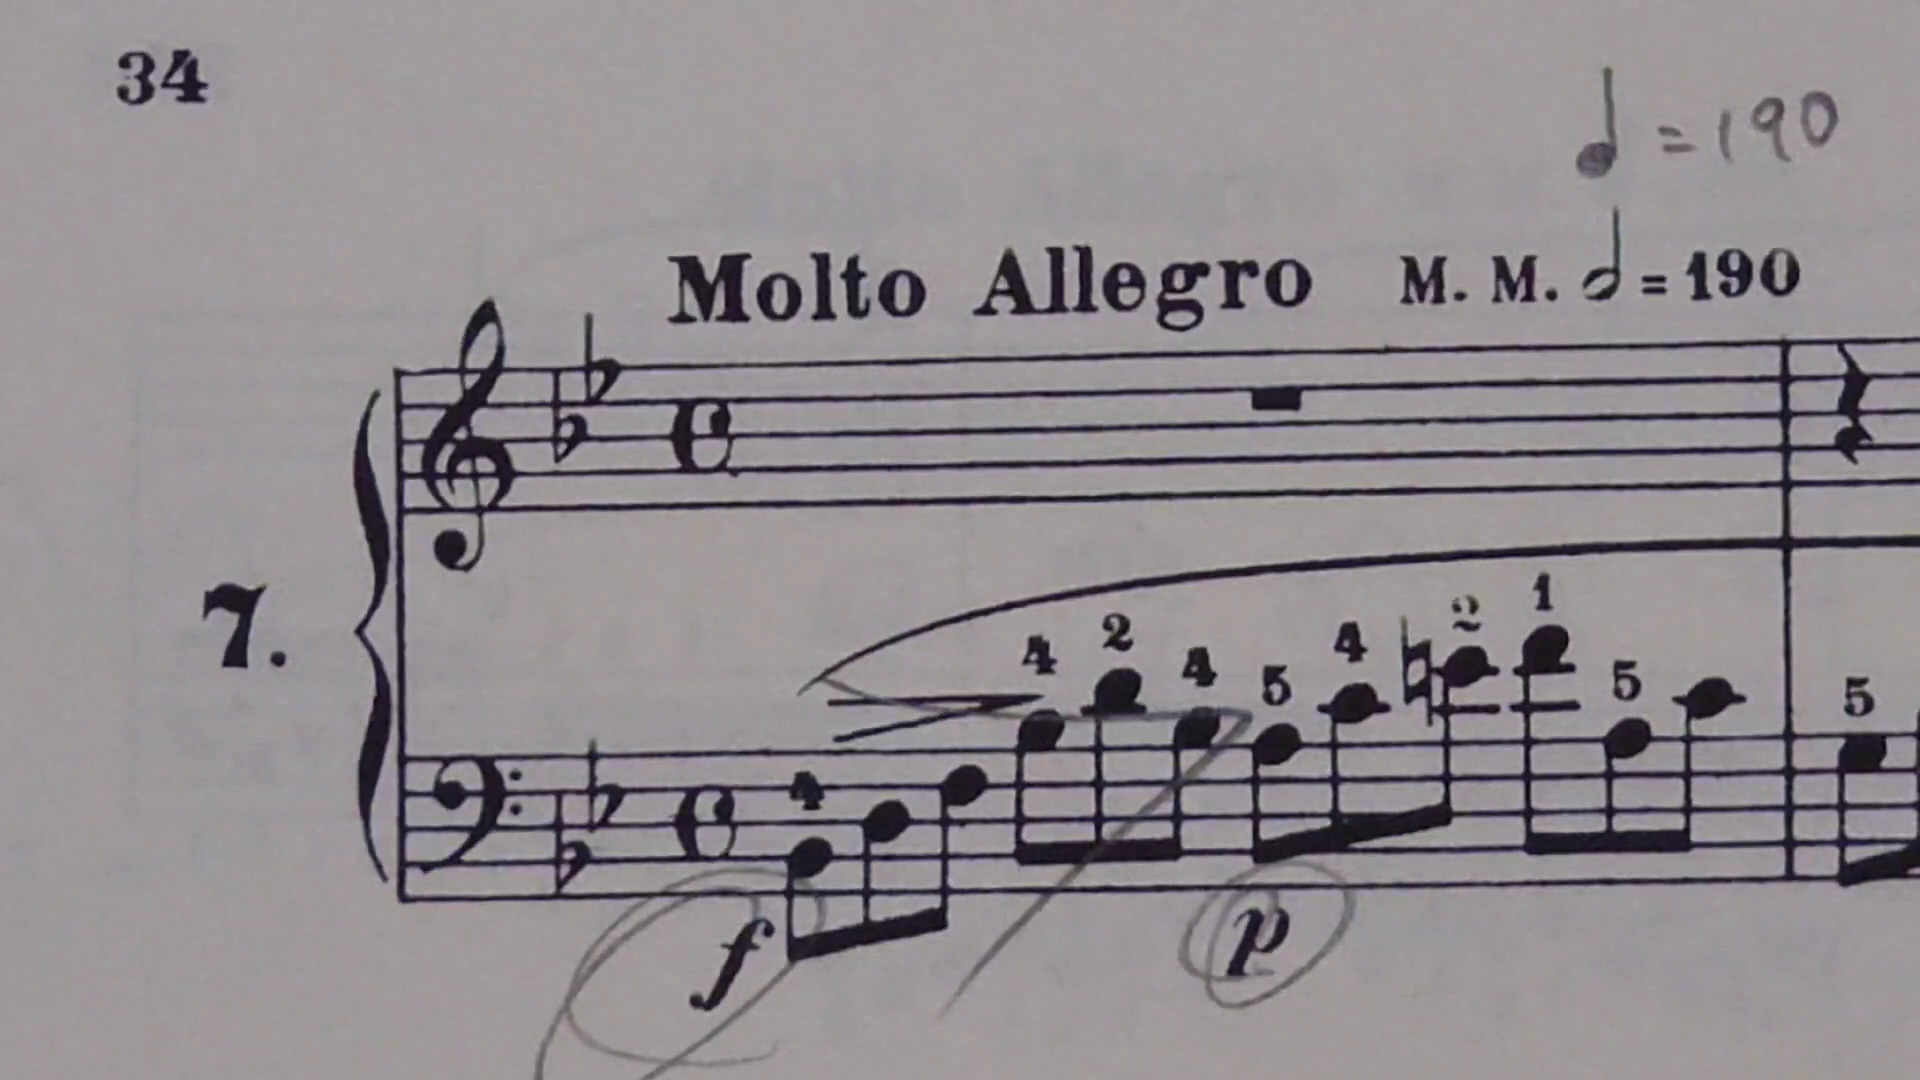 34
♩ = 190
Molto Allegro M. M. 𝅗𝅥 = 190
4 2 4 5 4 2 1 5 5
7.
4
f p